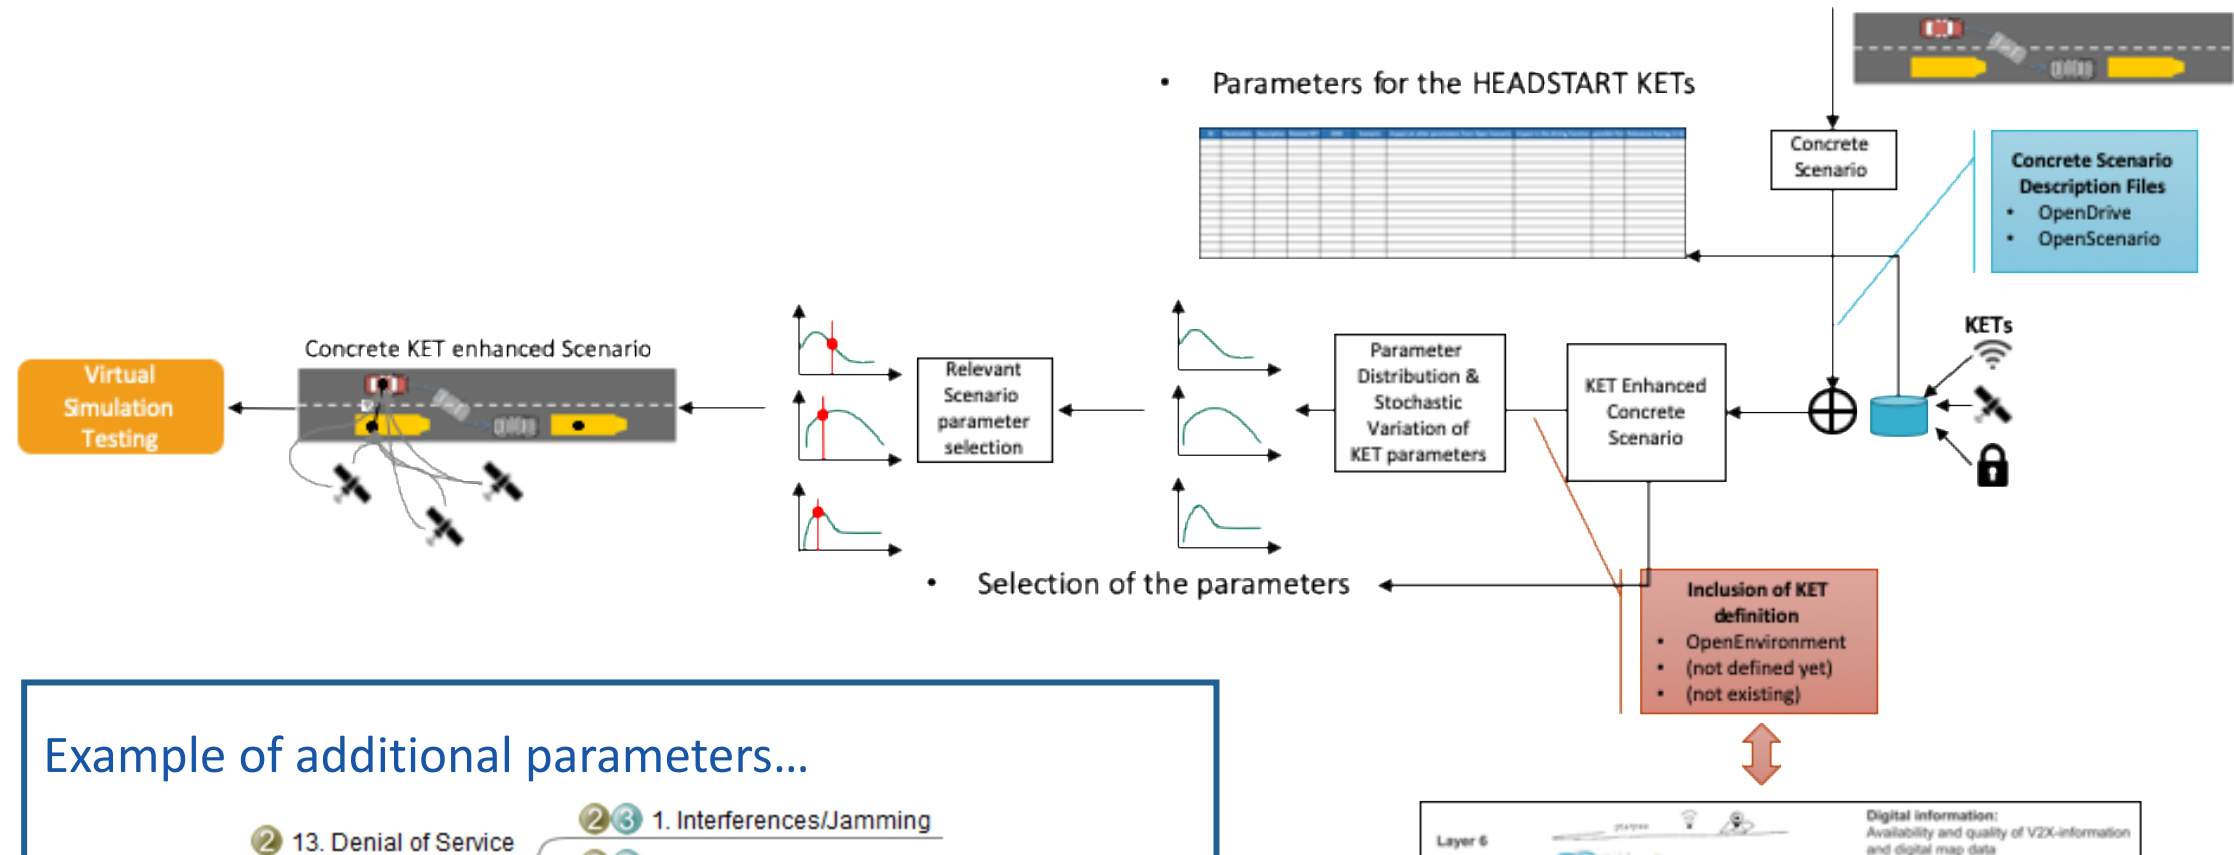 • Parameters for the HEADSTART KETs
Concrete
Scenario
Concrete Scenario
Description Files
• OpenDrive
• OpenScenario
KETs
KET Enhanced
Concrete
Scenario
Parameter
Distribution &
Stochastic
Variation of
KET parameters
Relevant
Scenario
parameter
selection
Concrete KET enhanced Scenario
Virtual
Simulation
Testing
• Selection of the parameters
Inclusion of KET
definition
• OpenEnvironment
• (not defined yet)
• (not existing)
Example of additional parameters...
2 3 1. Interferences/Jamming
2 13. Denial of Service
Layer 6
Digital information:
Availability and quality of V2X-information
and digital map data